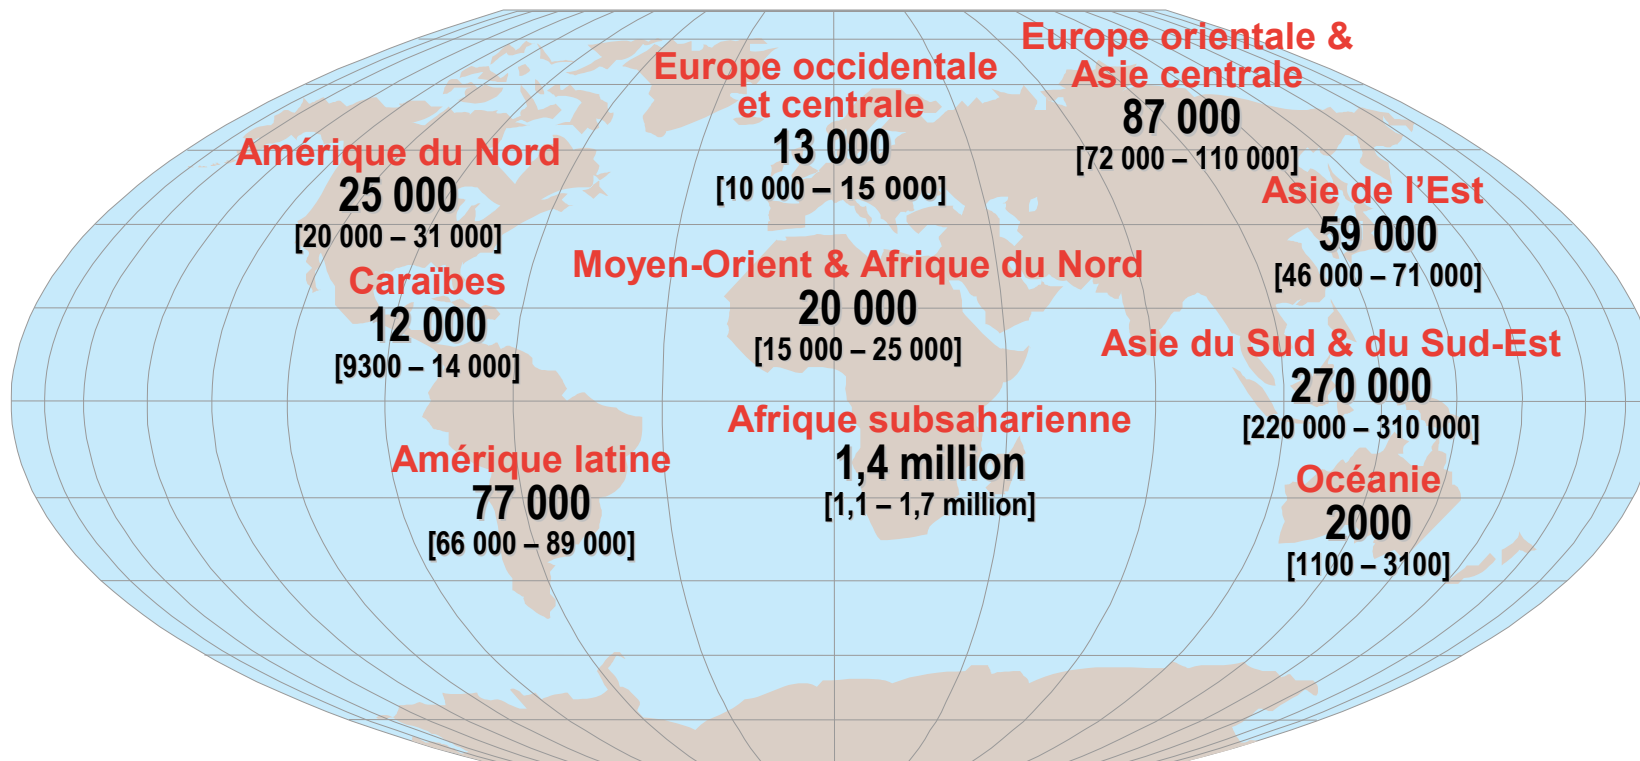 Europe orientale &
Asie centrale
87 000
[72 000 – 110 000]
Europe occidentale
et centrale
13 000
[10 000 – 15 000]
Amérique du Nord
25 000
[20 000 – 31 000]
Asie de l’Est
59 000
[46 000 – 71 000]
Moyen-Orient & Afrique du Nord
20 000
[15 000 – 25 000]
Caraïbes
12 000
[9300 – 14 000]
Asie du Sud & du Sud-Est
270 000
[220 000 – 310 000]
Afrique subsaharienne
1,4 million
[1,1 – 1,7 million]
Amérique latine
77 000
[66 000 – 89 000]
Océanie
2000
[1100 – 3100]